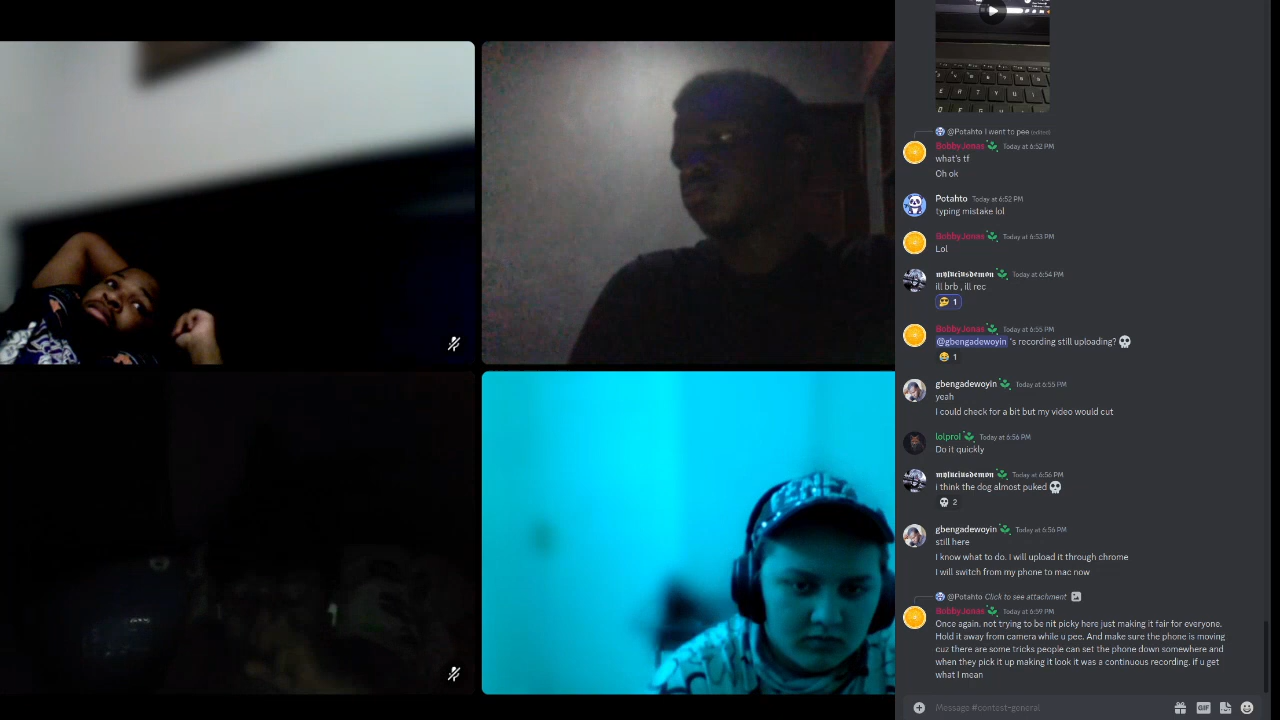 @Potahto I went to pee (edited)
BobbyJonas Today at 6:52 PM
what's tf
Oh ok
Potahto Today at 6:52 PM
typing mistake lol
BobbyJonas Today at 6:53 PM
Lol
𝖒𝖞𝖑𝖚𝖈𝖎𝖚𝖘𝖉𝖊𝖒𝖔𝖓 Today at 6:54 PM
ill brb , ill rec
1
BobbyJonas Today at 6:55 PM
@gbengadewoyin 's recording still uploading? 💀
1
gbengadewoyin Today at 6:55 PM
yeah
I could check for a bit but my video would cut
lolprol Today at 6:56 PM
Do it quickly
𝖒𝖞𝖑𝖚𝖈𝖎𝖚𝖘𝖉𝖊𝖒𝖔𝖓 Today at 6:56 PM
i think the dog almost puked 💀
2
gbengadewoyin Today at 6:56 PM
still here
I know what to do. I will upload it through chrome
I will switch from my phone to mac now
@Potahto Click to see attachment
BobbyJonas Today at 6:59 PM
Once again. not trying to be nit picky here just making it fair for everyone.
Hold it away from camera while u pee. And make sure the phone is moving
cuz there are some tricks people can set the phone down somewhere and
when they pick it up making it look it was a continuous recording. if u get
what I mean
Message #contest-general
GIF